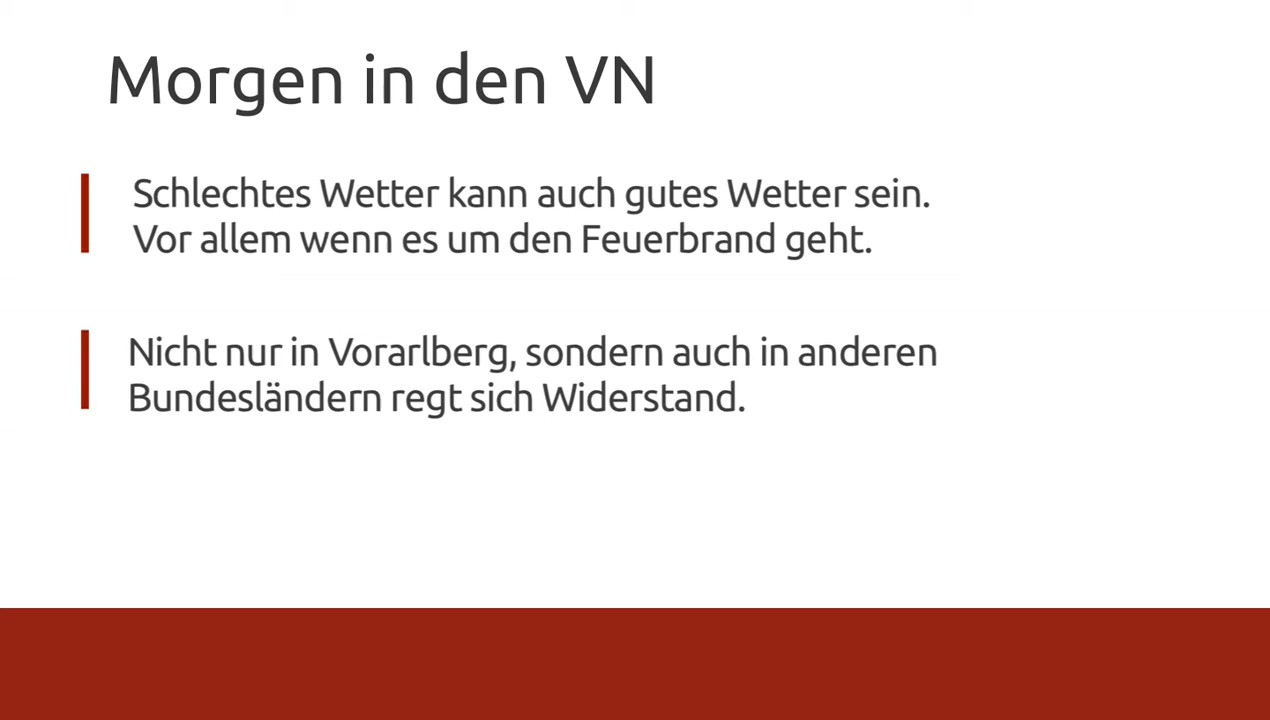 Morgen in den VN
Schlechtes Wetter kann auch gutes Wetter sein.
Vor allem wenn es um den Feuerbrand geht.
Nicht nur in Vorarlberg, sondern auch in anderen
Bundesländern regt sich Widerstand.